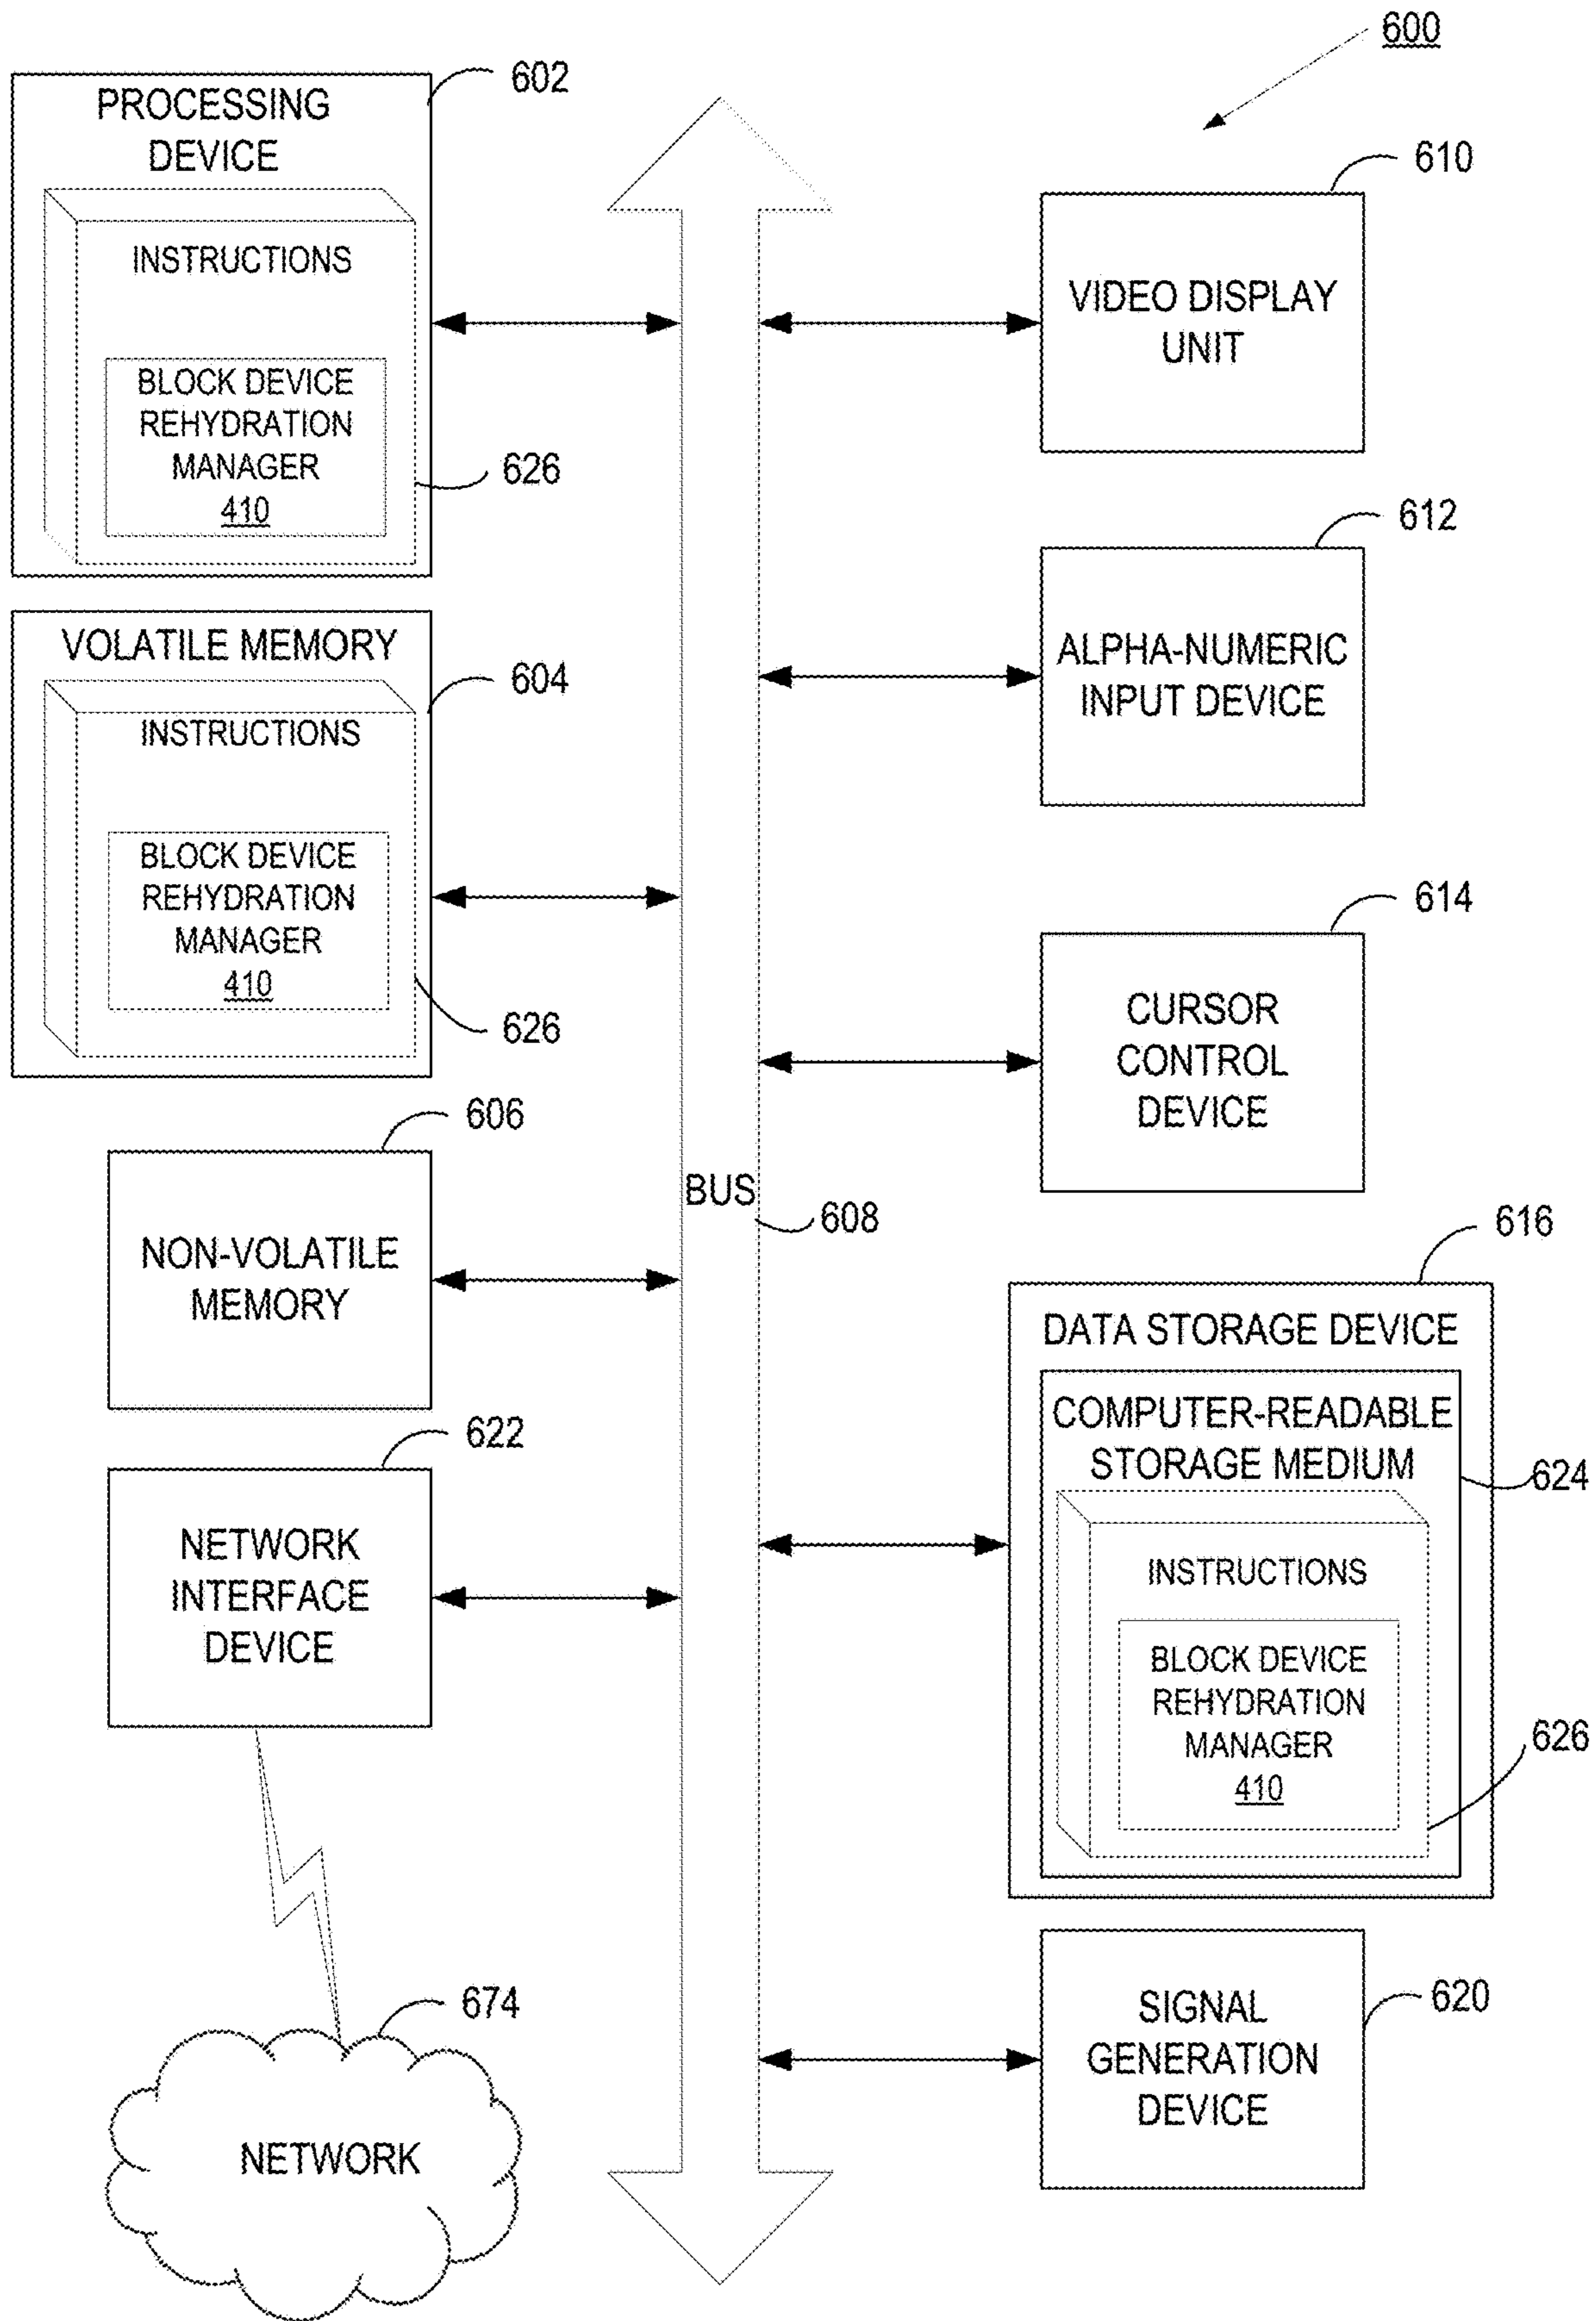 600
602
PROCESSING
DEVICE
INSTRUCTIONS
BLOCK DEVICE
REHYDRATION
MANAGER
410
626
VOLATILE MEMORY
604
INSTRUCTIONS
BLOCK DEVICE
REHYDRATION
MANAGER
410
626
606
NON-VOLATILE
MEMORY
622
NETWORK
INTERFACE
DEVICE
674
NETWORK
BUS
608
610
VIDEO DISPLAY
UNIT
612
ALPHA-NUMERIC
INPUT DEVICE
614
CURSOR
CONTROL
DEVICE
616
DATA STORAGE DEVICE
COMPUTER-READABLE
STORAGE MEDIUM
624
INSTRUCTIONS
BLOCK DEVICE
REHYDRATION
MANAGER
410
626
SIGNAL
GENERATION
DEVICE
620